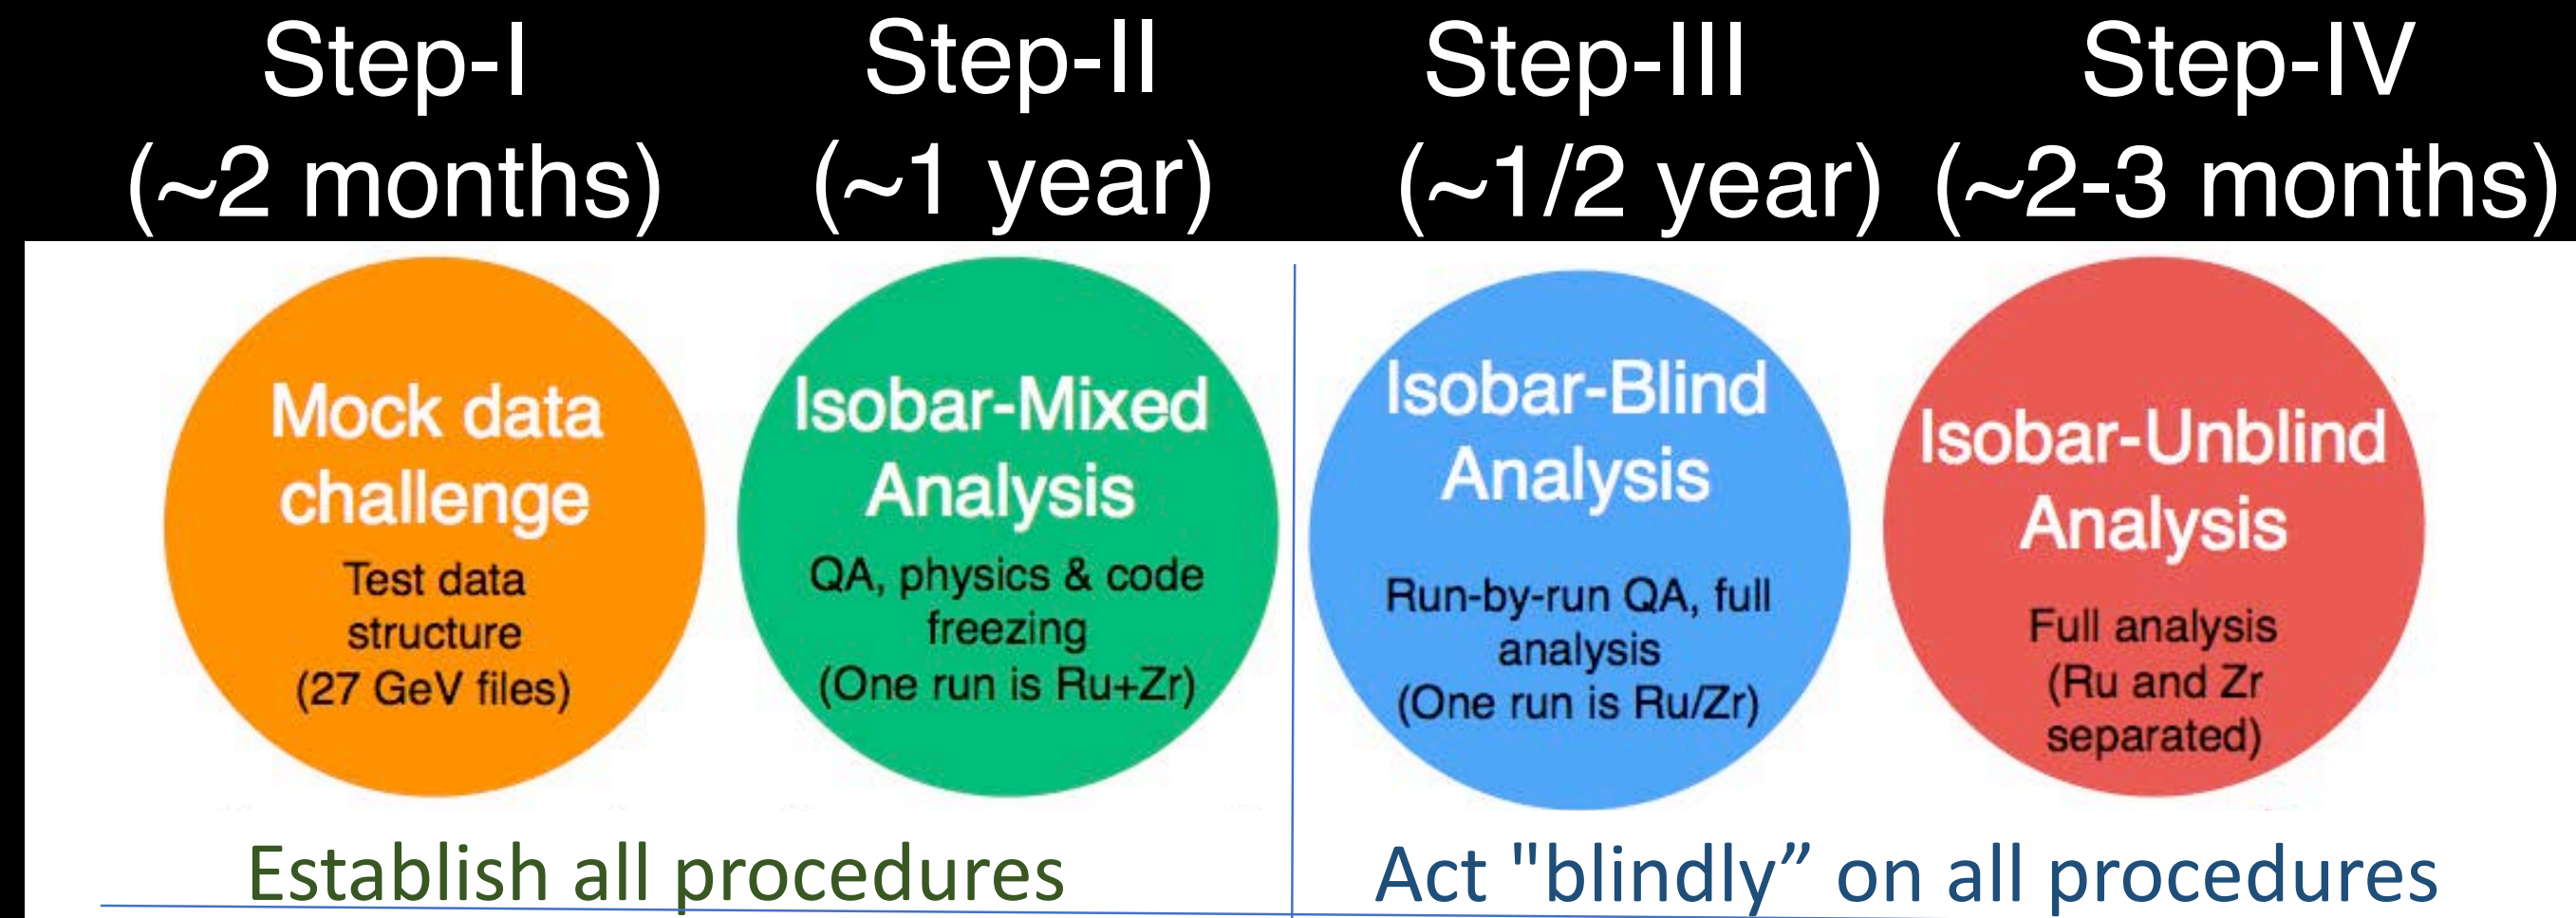 Step-I
(~2 months)
Step-II
(~1 year)
Step-III
(~1/2 year)
Step-IV
(~2-3 months)
Mock data
challenge
Test data
structure
(27 GeV files)
Isobar-Mixed
Analysis
QA, physics & code
freezing
(One run is Ru+Zr)
Isobar-Blind
Analysis
Run-by-run QA, full
analysis
(One run is Ru/Zr)
Isobar-Unblind
Analysis
Full analysis
(Ru and Zr
separated)
Establish all procedures
Act "blindly” on all procedures